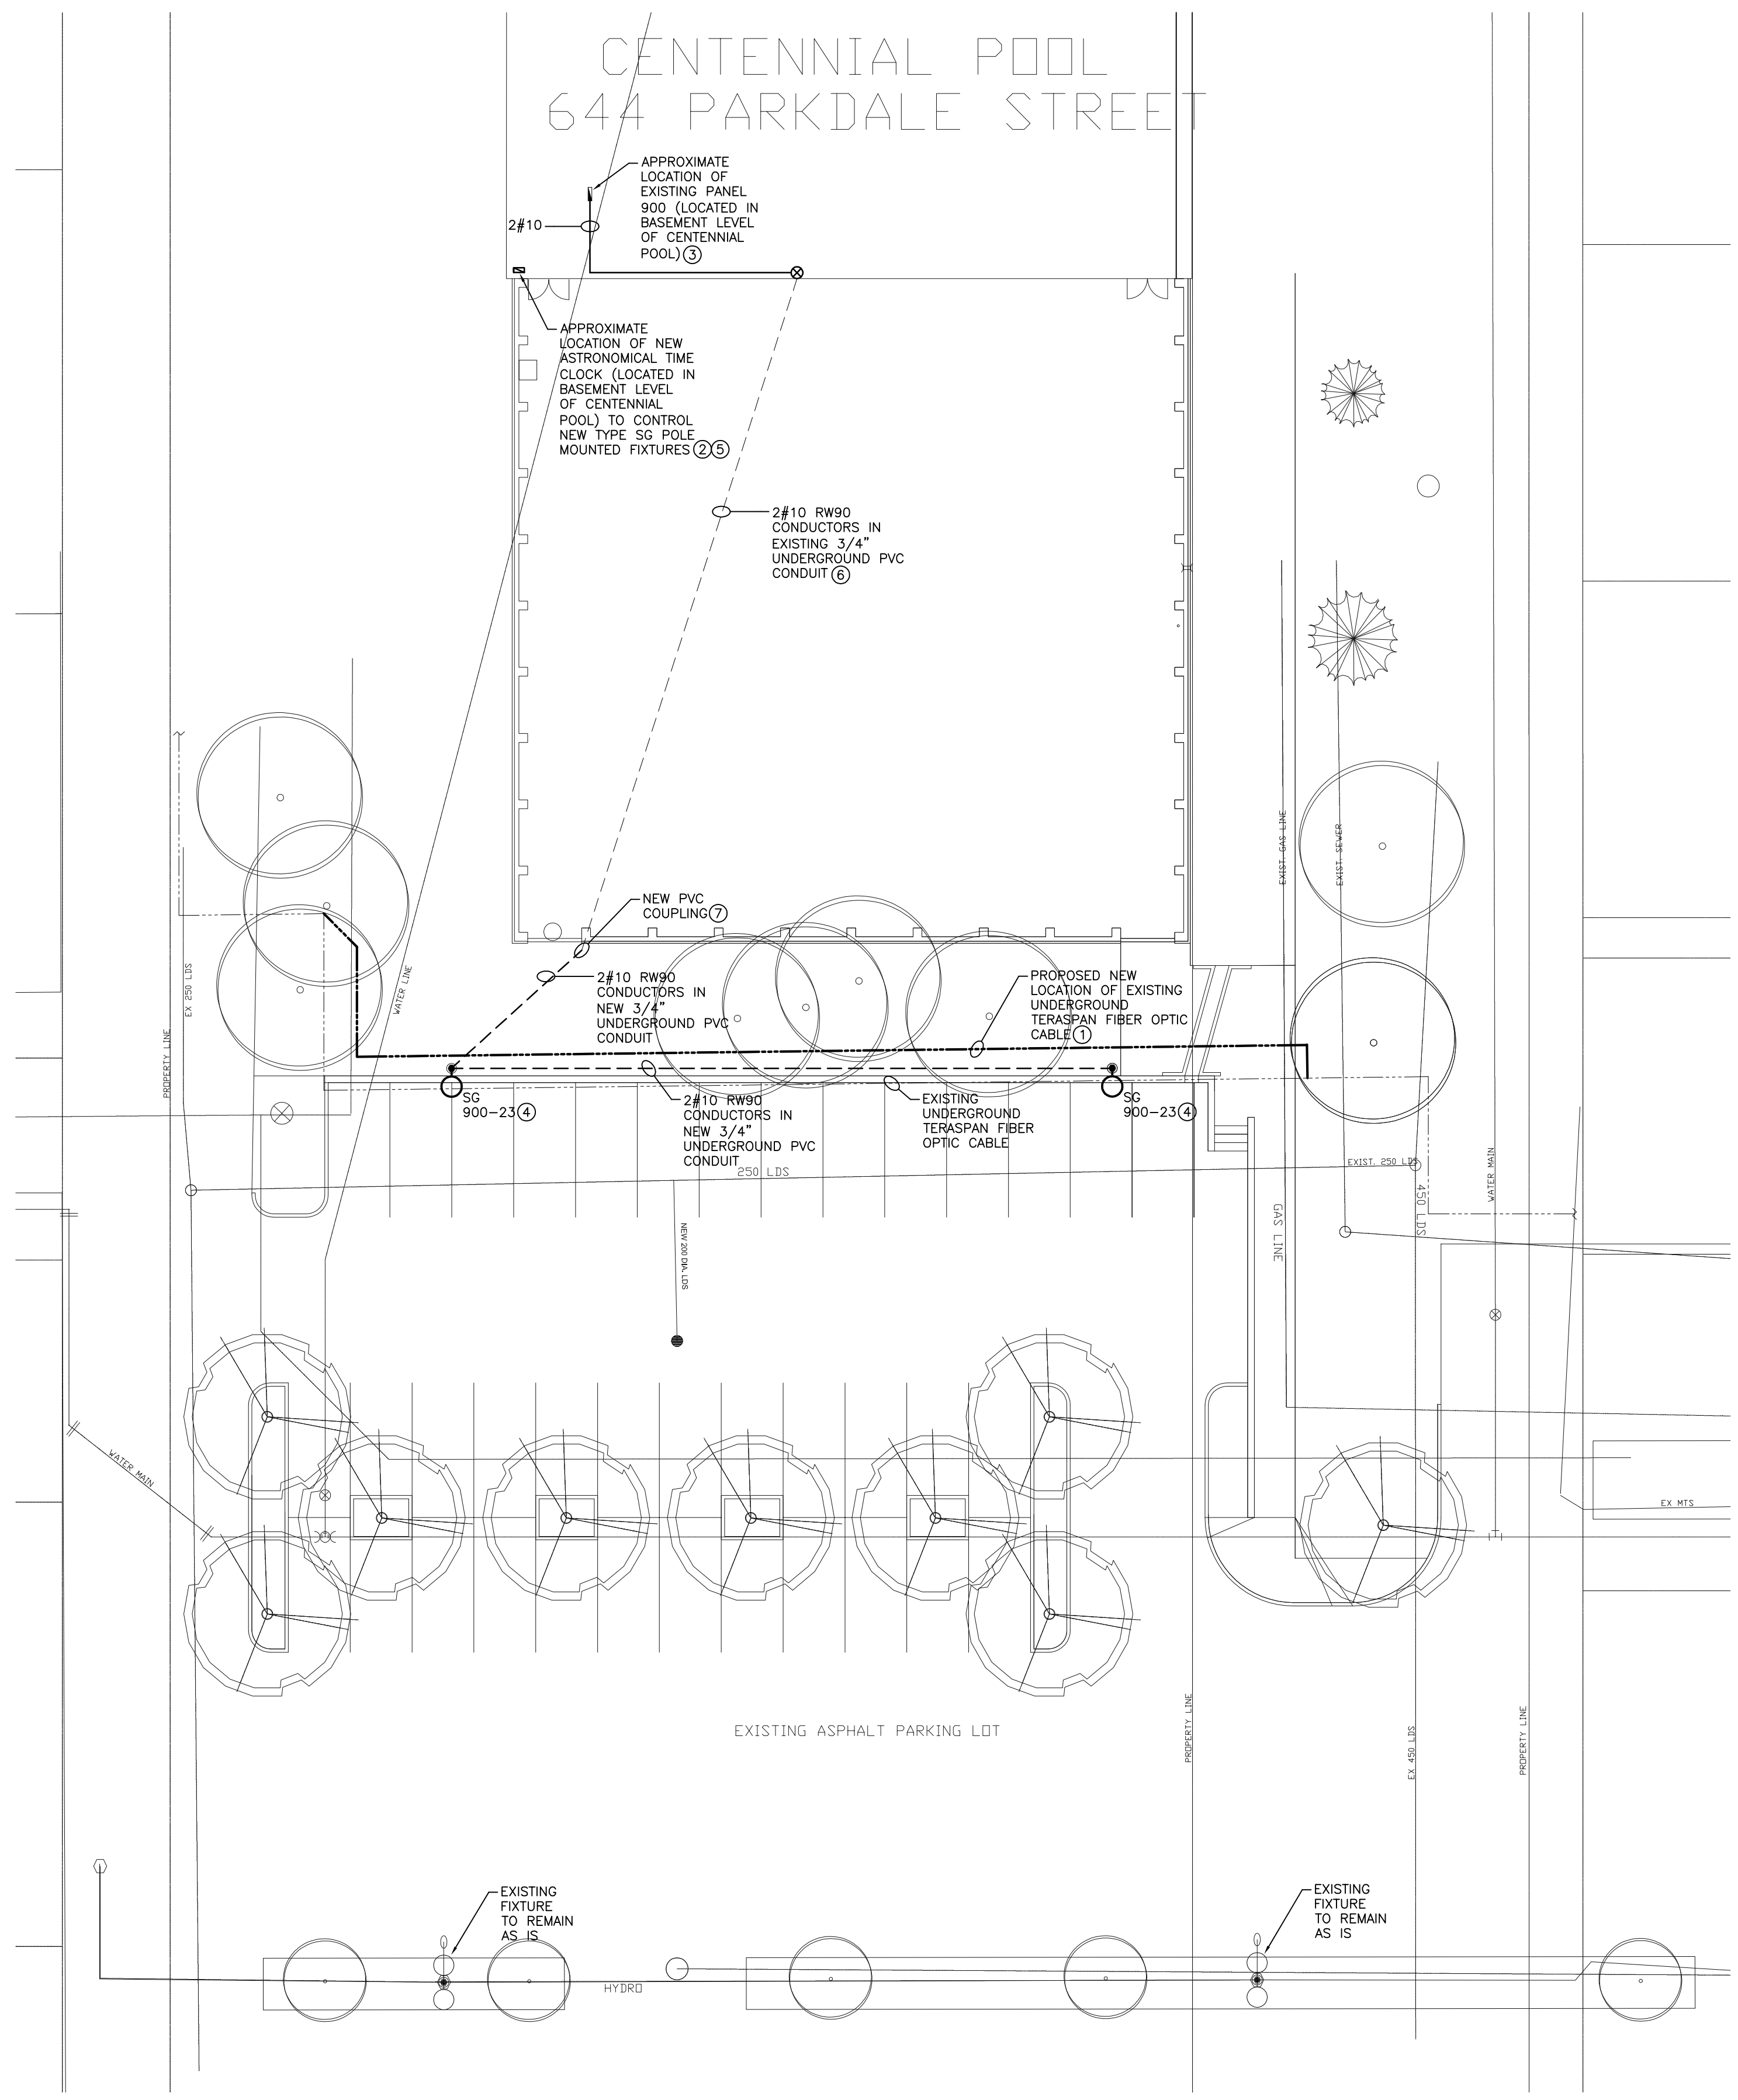 CENTENNIAL POOL
644 PARKDALE STREET
APPROXIMATE
LOCATION OF
EXISTING PANEL
900 (LOCATED IN
BASEMENT LEVEL
OF CENTENNIAL
POOL) 3
2#10
APPROXIMATE
LOCATION OF NEW
ASTRONOMICAL TIME
CLOCK (LOCATED IN
BASEMENT LEVEL
OF CENTENNIAL
POOL) TO CONTROL
NEW TYPE SG POLE
MOUNTED FIXTURES 2 5
2#10 RW90
CONDUCTORS IN
EXISTING 3/4"
UNDERGROUND PVC
CONDUIT 6
EXIST. GAS LINE
EXIST. SEWER
NEW PVC
COUPLING 7
2#10 RW90
CONDUCTORS IN
NEW 3/4"
UNDERGROUND PVC
CONDUIT
PROPOSED NEW
LOCATION OF EXISTING
UNDERGROUND
TERASPAN FIBER OPTIC
CABLE 1
EX 250 LDS
WATER LINE
PROPERTY LINE
SG
900-23 4
2#10 RW90
CONDUCTORS IN
NEW 3/4"
UNDERGROUND PVC
CONDUIT
EXISTING
UNDERGROUND
TERASPAN FIBER
OPTIC CABLE
SG
900-23 4
250 LDS
EXIST. 250 LDS
450 LDS
WATER MAIN
GAS LINE
NEW 200 DIA. LDS
WATER MAIN
EX MTS
EXISTING ASPHALT PARKING LOT
PROPERTY LINE
EX 450 LDS
PROPERTY LINE
EXISTING
FIXTURE
TO REMAIN
AS IS
EXISTING
FIXTURE
TO REMAIN
AS IS
HYDRO